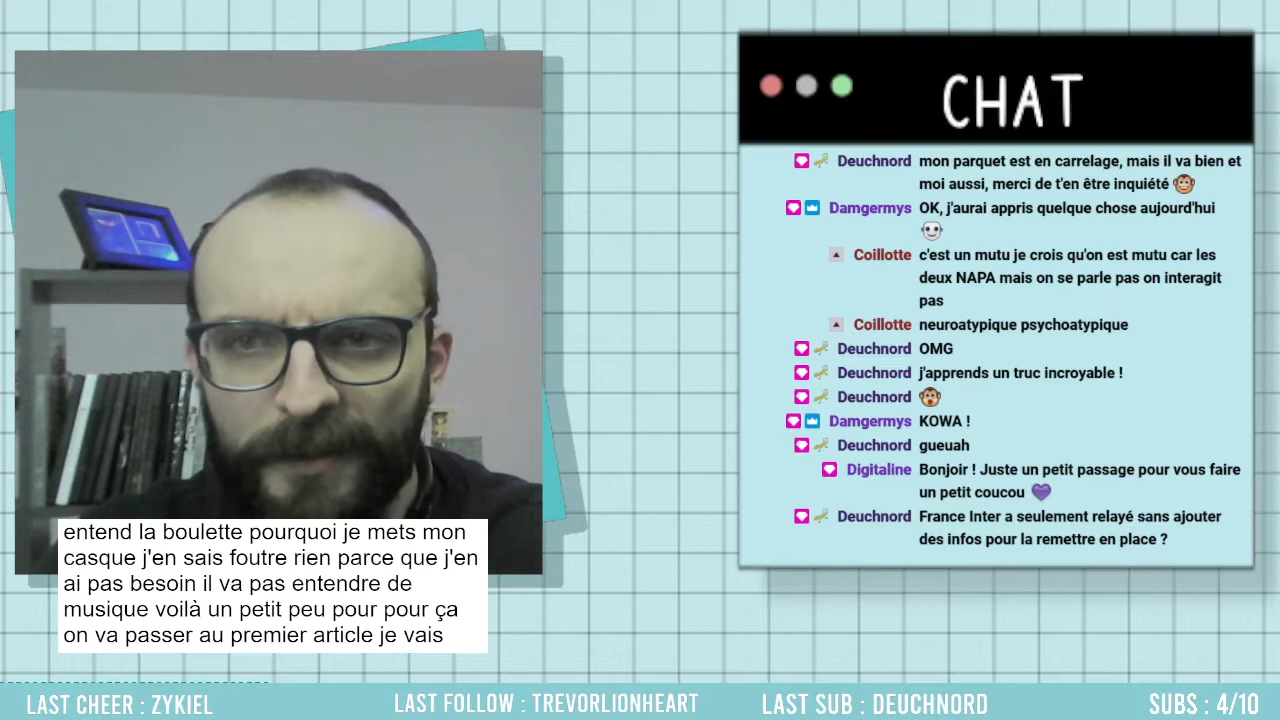 CHAT
Deuchnord mon parquet est en carrelage, mais il va bien et
moi aussi, merci de t'en être inquiété
Damgermys OK, j'aurai appris quelque chose aujourd'hui
Coillotte c'est un mutu je crois qu'on est mutu car les
deux NAPA mais on se parle pas on interagit
pas
Coillotte neuroatypique psychoatypique
Deuchnord OMG
Deuchnord j'apprends un truc incroyable !
Deuchnord
Damgermys KOWA !
Deuchnord gueuah
Digitaline Bonjoir ! Juste un petit passage pour vous faire
un petit coucou
Deuchnord France Inter a seulement relayé sans ajouter
des infos pour la remettre en place ?
entend la boulette pourquoi je mets mon
casque j'en sais foutre rien parce que j'en
ai pas besoin il va pas entendre de
musique voilà un petit peu pour pour ça
on va passer au premier article je vais
LAST CHEER : ZYKIEL
LAST FOLLOW : TREVORLIONHEART
LAST SUB : DEUCHNORD
SUBS : 4/10